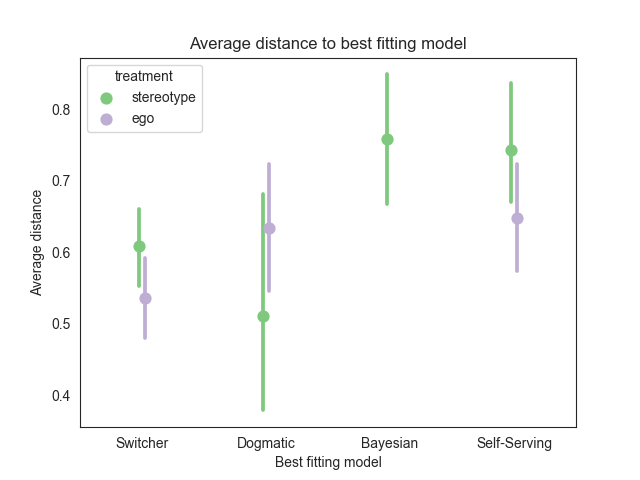 Average distance to best fitting model
treatment
stereotype
ego
Average distance
0.8
0.7
0.6
0.5
0.4
Switcher
Dogmatic
Bayesian
Self-Serving
Best fitting model